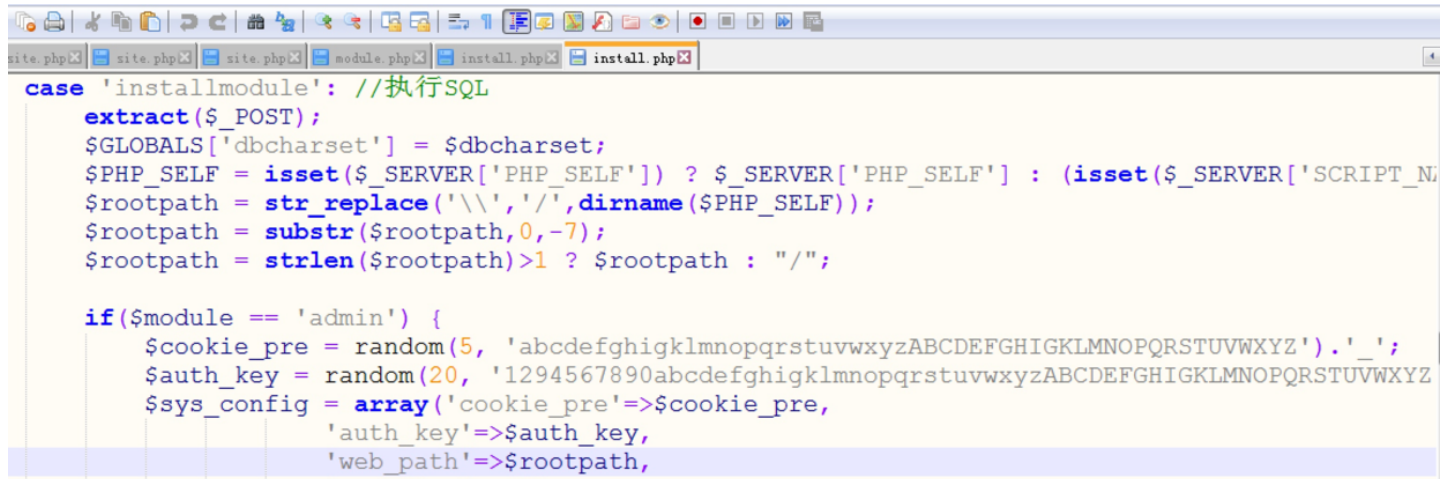 site.php site.php site.php module.php install.php install.php
case 'installmodule': //执行SQL
extract($_POST);
$GLOBALS['dbcharset'] = $dbcharset;
$PHP_SELF = isset($_SERVER['PHP_SELF']) ? $_SERVER['PHP_SELF'] : (isset($_SERVER['SCRIPT_N
$rootpath = str_replace('\\','/',dirname($PHP_SELF));
$rootpath = substr($rootpath,0,-7);
$rootpath = strlen($rootpath)>1 ? $rootpath : "/";
if($module == 'admin') {
$cookie_pre = random(5, 'abcdefghigklmnopqrstuvwxyzABCDEFGHIGKLMNOPQRSTUVWXYZ').'_';
$auth_key = random(20, '1294567890abcdefghigklmnopqrstuvwxyzABCDEFGHIGKLMNOPQRSTUVWXYZ
$sys_config = array('cookie_pre'=>$cookie_pre,
'auth_key'=>$auth_key,
'web_path'=>$rootpath,